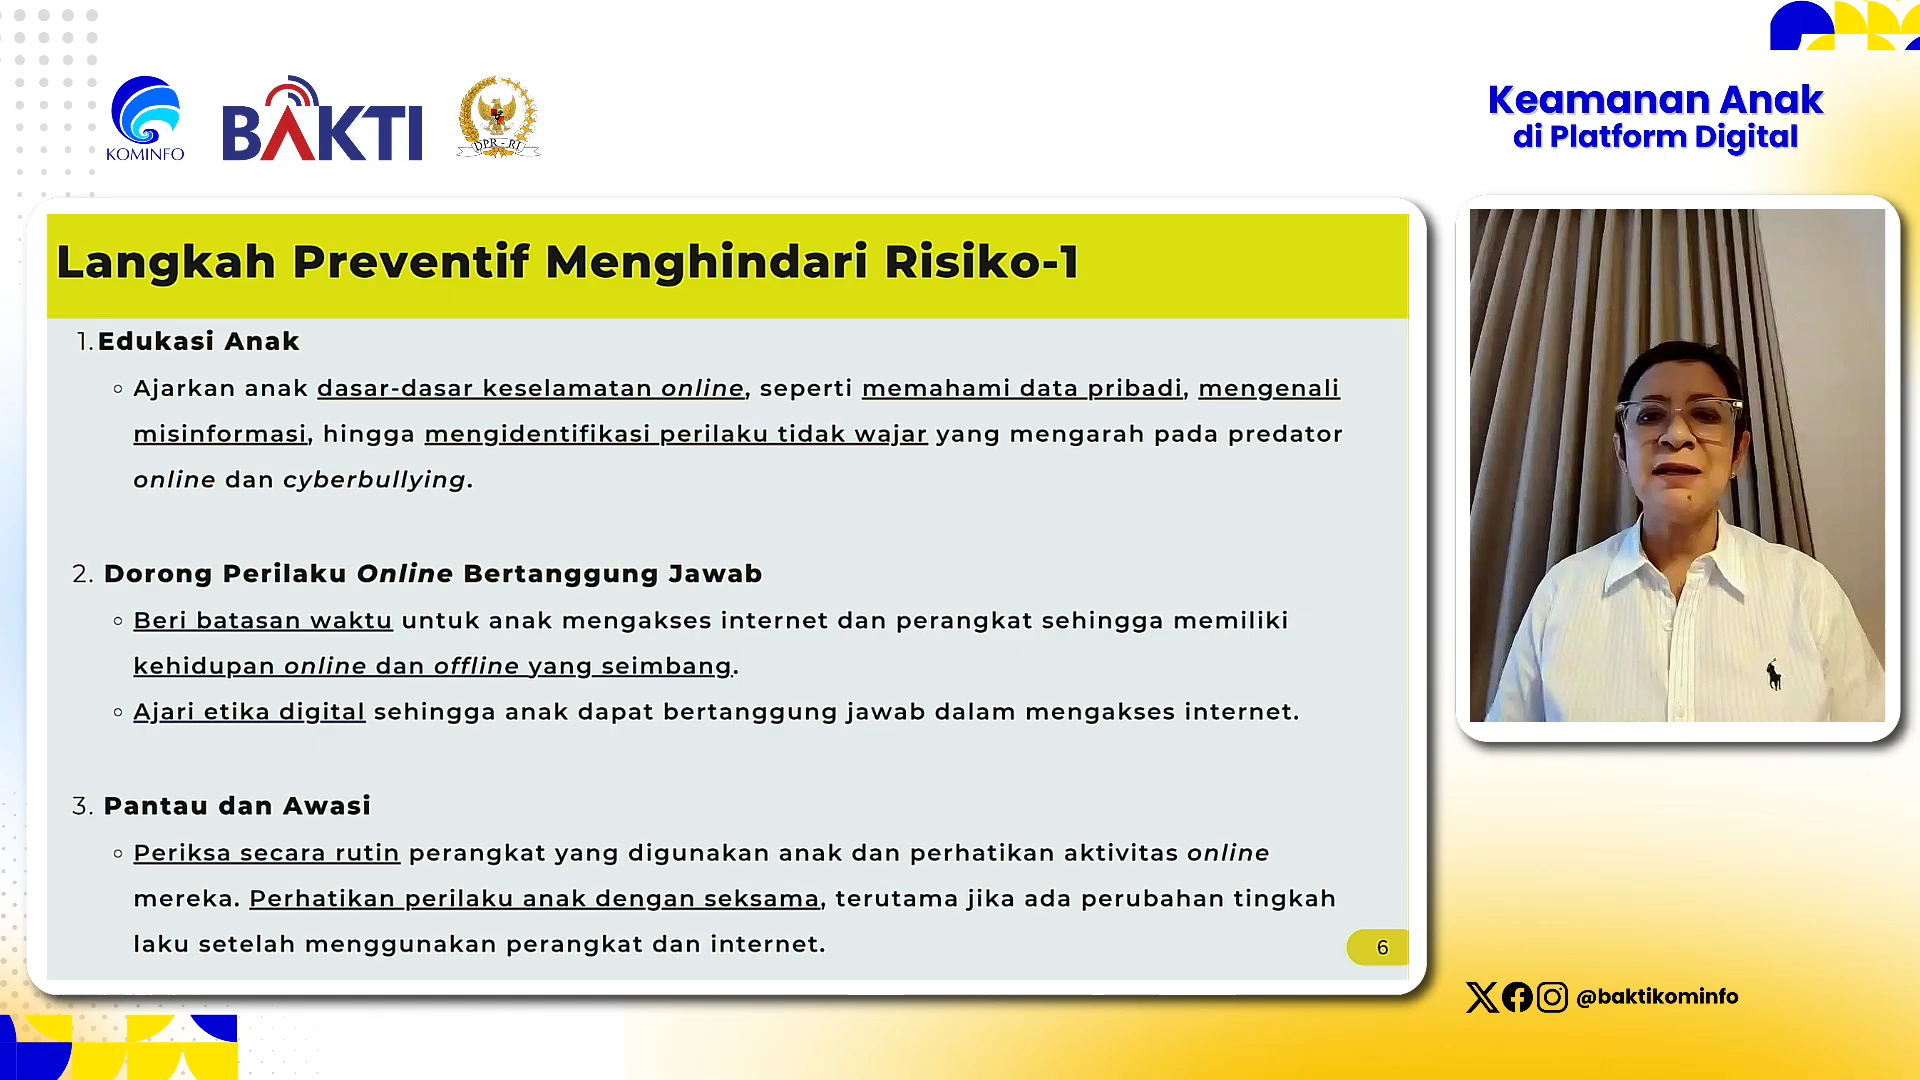 KOMINFO
BAKTI
DPR - RI
Keamanan Anak
di Platform Digital
Langkah Preventif Menghindari Risiko-1
1. Edukasi Anak
Ajarkan anak dasar-dasar keselamatan online, seperti memahami data pribadi, mengenali
misinformasi, hingga mengidentifikasi perilaku tidak wajar yang mengarah pada predator
online dan cyberbullying.
2. Dorong Perilaku Online Bertanggung Jawab
Beri batasan waktu untuk anak mengakses internet dan perangkat sehingga memiliki
kehidupan online dan offline yang seimbang.
Ajari etika digital sehingga anak dapat bertanggung jawab dalam mengakses internet.
3. Pantau dan Awasi
Periksa secara rutin perangkat yang digunakan anak dan perhatikan aktivitas online
mereka. Perhatikan perilaku anak dengan seksama, terutama jika ada perubahan tingkah
laku setelah menggunakan perangkat dan internet.
6
@baktikominfo